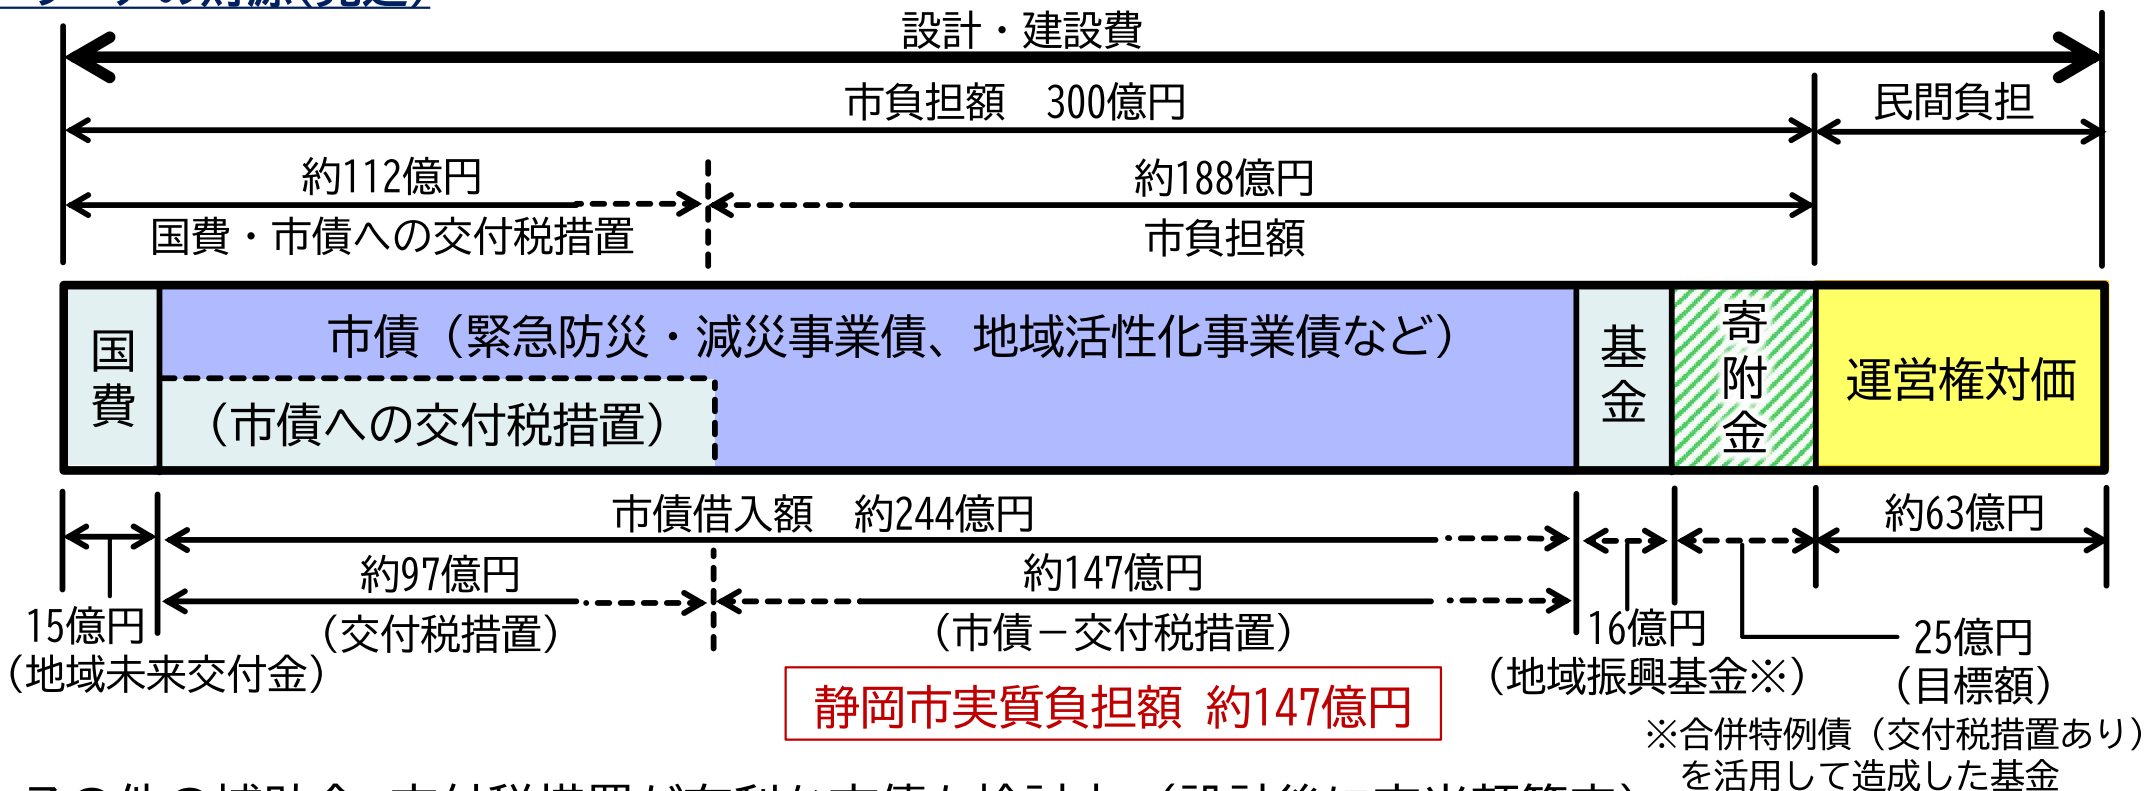 の財源(見込)
設計・建設費
市負担額　300億円
民間負担
約112億円
約188億円
国費・市債への交付税措置
市負担額
国費
市債（緊急防災・減災事業債、地域活性化事業債など）
（市債への交付税措置）
基金
寄附金
運営権対価
市債借入額　約244億円
約63億円
約97億円
約147億円
15億円
（交付税措置）
（市債－交付税措置）
16億円
25億円
（地域未来交付金）
（地域振興基金※）
（目標額）
静岡市実質負担額 約147億円
※合併特例債（交付税措置あり）
を活用して造成した基金